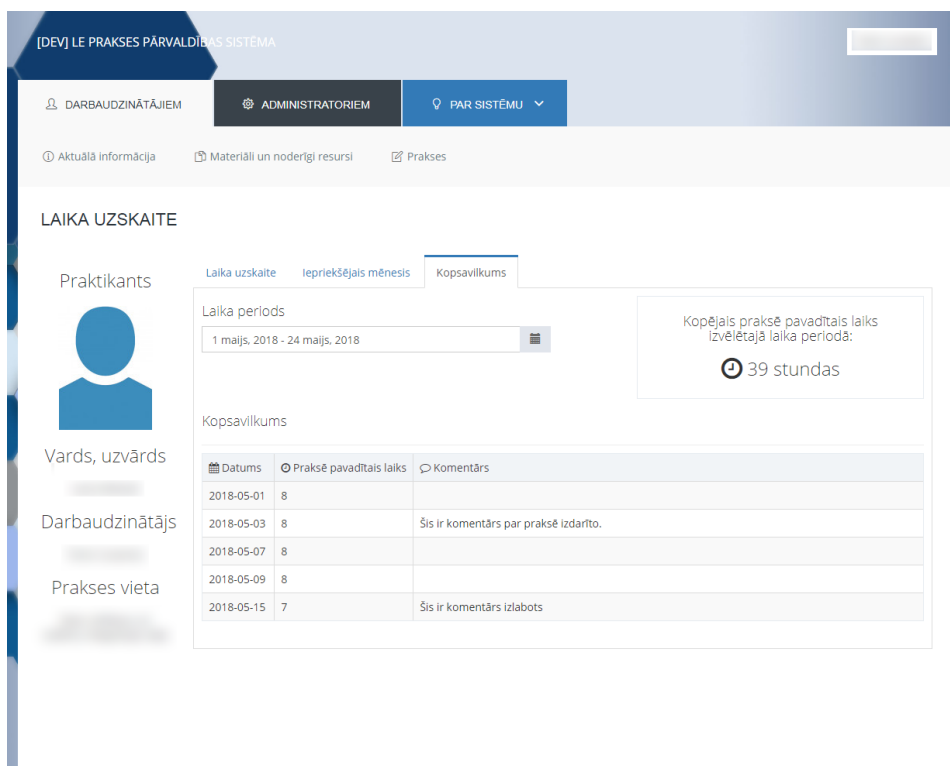 [DEV] LE PRAKSES PĀRVALDĪBAS SISTĒMA
DARBAUDZINĀTĀJIEM
ADMINISTRATORIEM
PAR SISTĒMU
Aktuālā informācija
Materiāli un noderīgi resursi
Prakses
LAIKA UZSKAITE
Praktikants
Vārds, uzvārds
Darbaudzinātājs
Prakses vieta
Laika uzskaite
Iepriekšējais mēnesis
Kopsavilkums
Laika periods
1 maijs, 2018 - 24 maijs, 2018
Kopējais praksē pavadītais laiks
izvēlētajā laika periodā:
39 stundas
Kopsavilkums
Datums Praksē pavadītais laiks Komentārs
2018-05-01 8
2018-05-03 8 Šis ir komentārs par praksē izdarīto.
2018-05-07 8
2018-05-09 8
2018-05-15 7 Šis ir komentārs izlabots